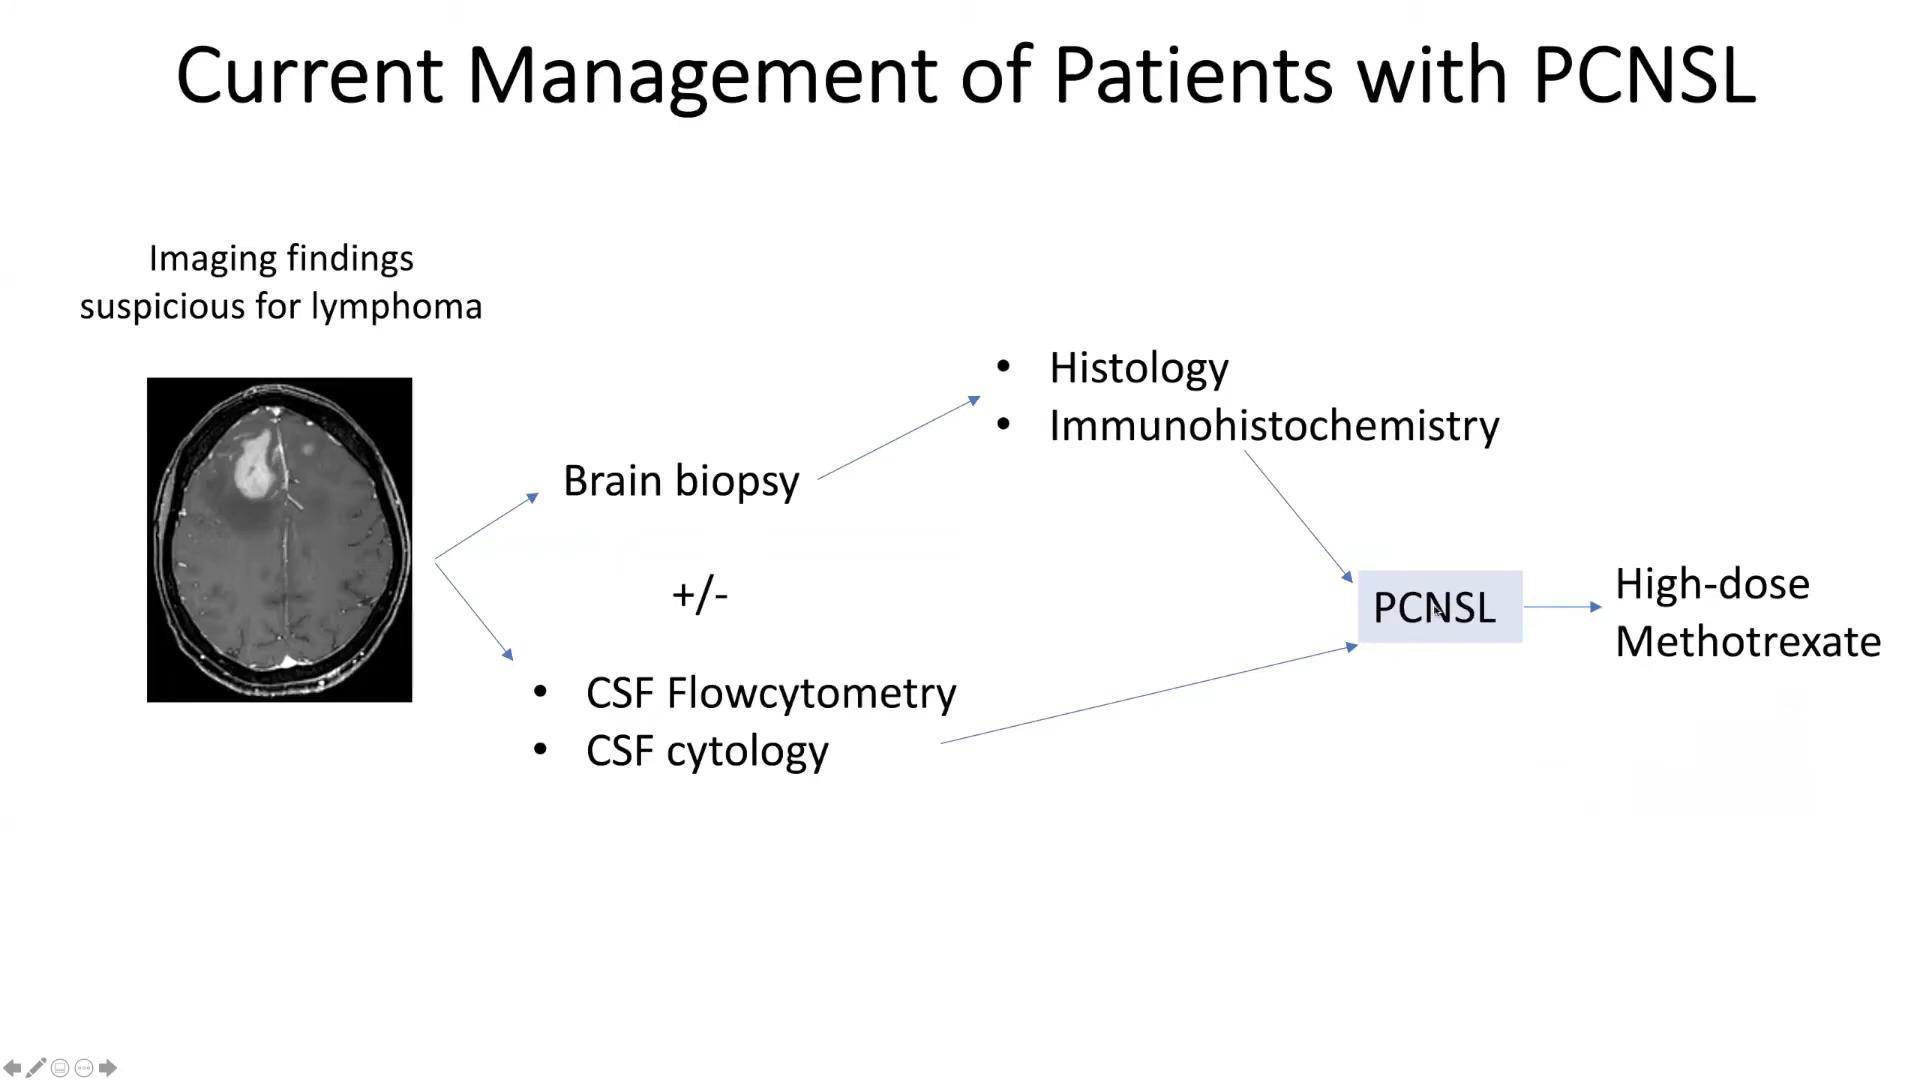 Current Management of Patients with PCNSL
Imaging findings
suspicious for lymphoma
Brain biopsy
+/-
• CSF Flowcytometry
• CSF cytology
• Histology
• Immunohistochemistry
PCNSL
High-dose
Methotrexate